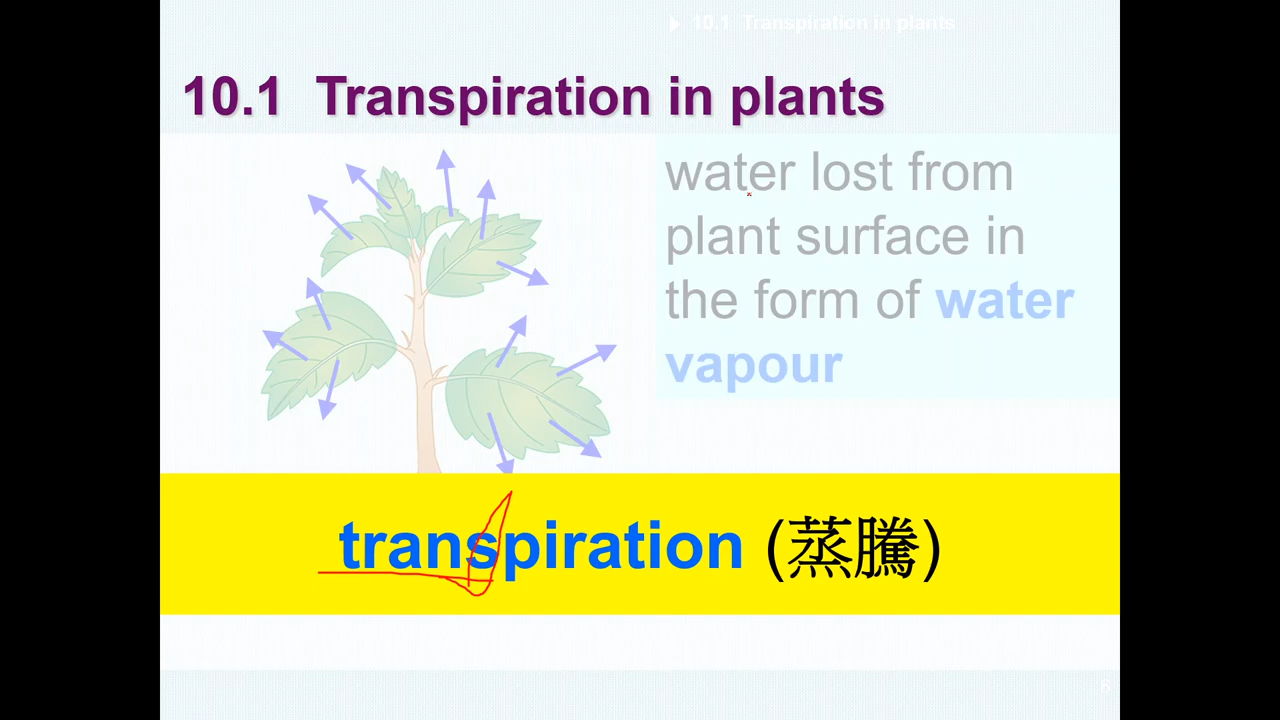 10.1 Transpiration in plants
10.1 Transpiration in plants
water lost from
plant surface in
the form of water
vapour
transpiration (蒸騰)
6